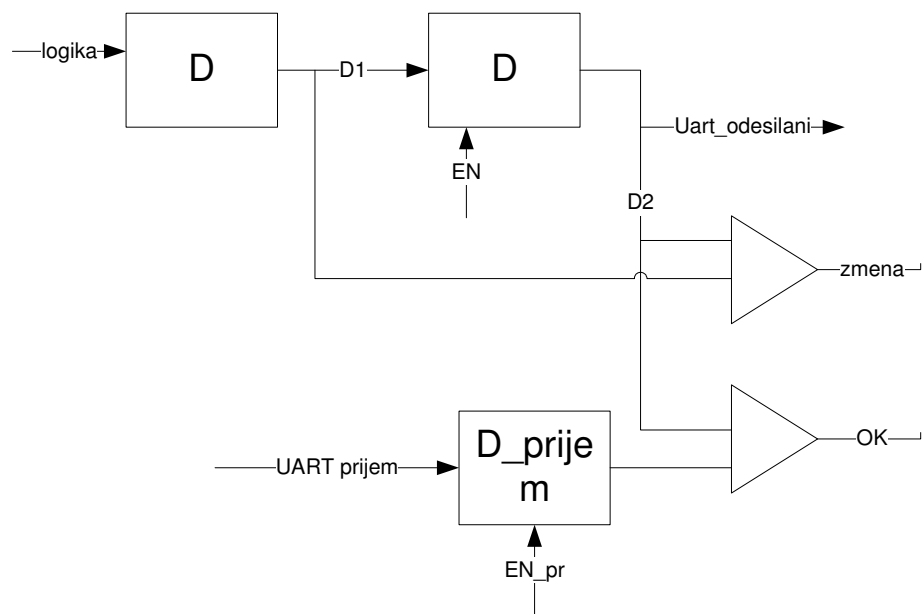 logika
D
D1
D
Uart_odesilani
EN
D2
zmena
D_prije
m
OK
UART prijem
EN_pr